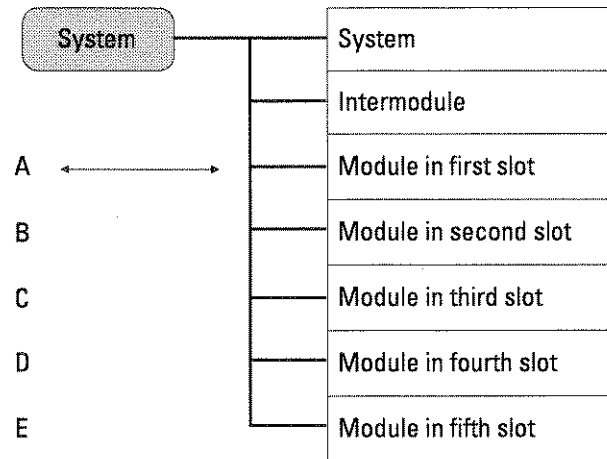 System System
Intermodule
A Module in first slot
B Module in second slot
C Module in third slot
D Module in fourth slot
E Module in fifth slot